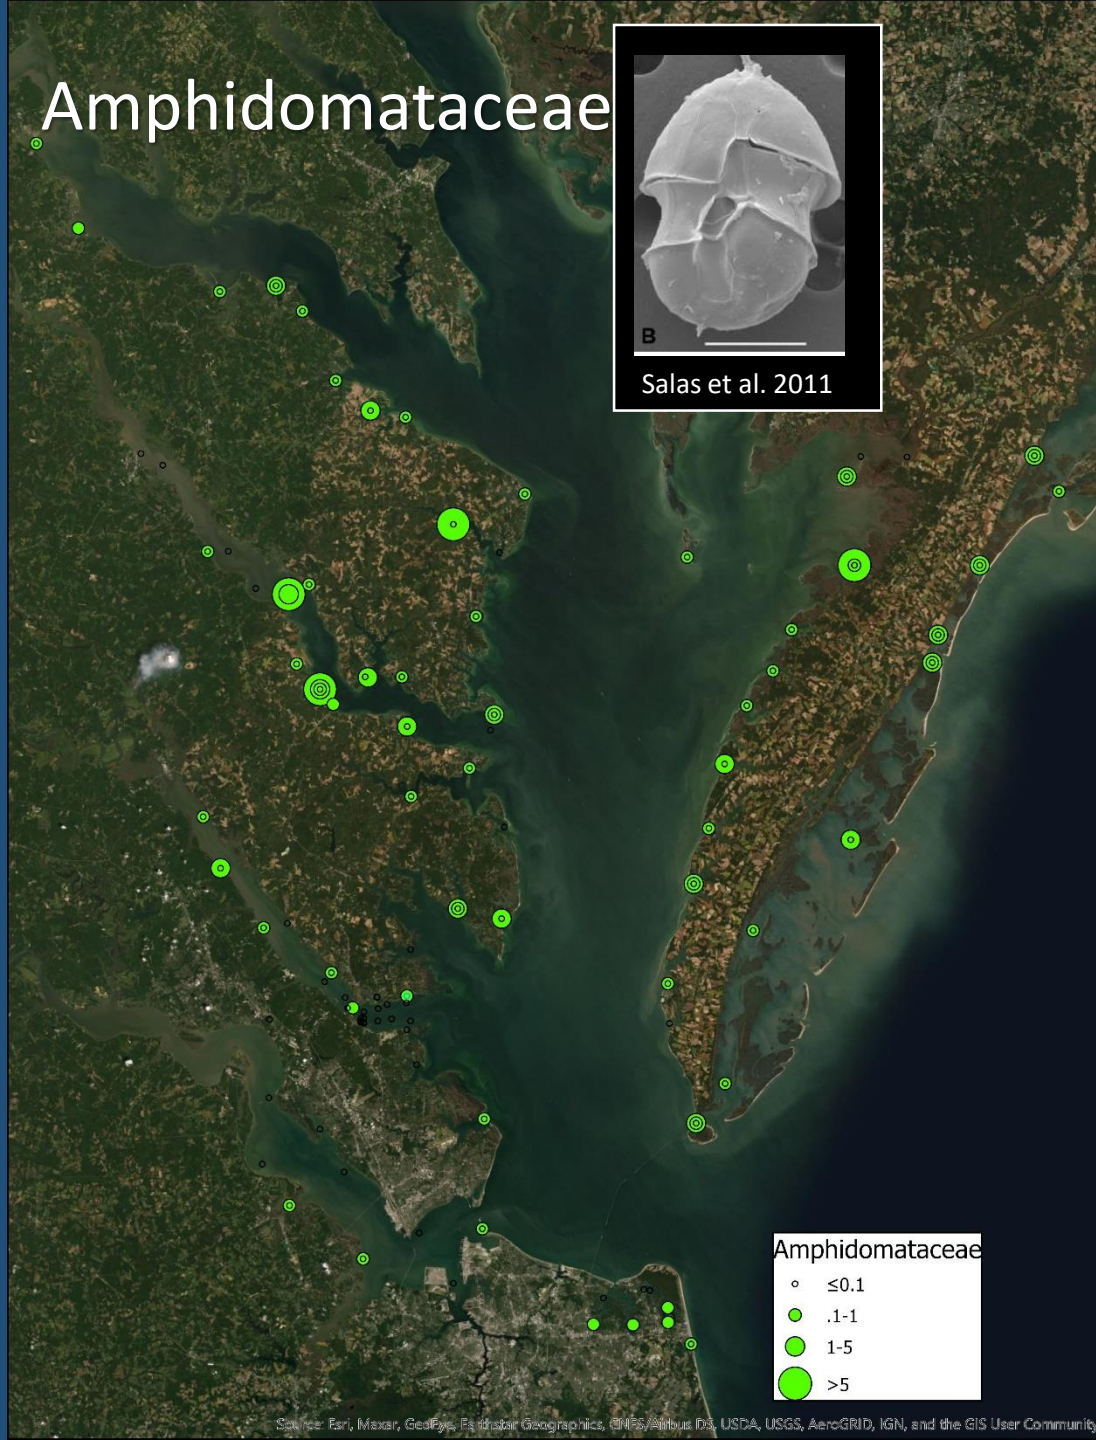 Amphidomataceae
B
Salas et al. 2011
Amphidomataceae
≤0.1
.1-1
1-5
>5
Source: Esri, Maxar, GeoEye, Earthstar Geographics, CNES/Airbus DS, USDA, USGS, AeroGRID, IGN, and the GIS User Community